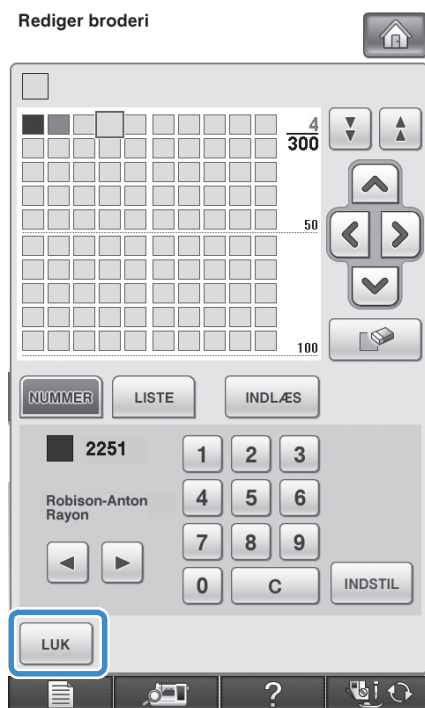 Rediger broderi
4
300
50
100
NUMMER LISTE INDLÆS
2251
1 2 3
Robison-Anton
Rayon
4 5 6
7 8 9
0 C INDSTIL
LUK
?